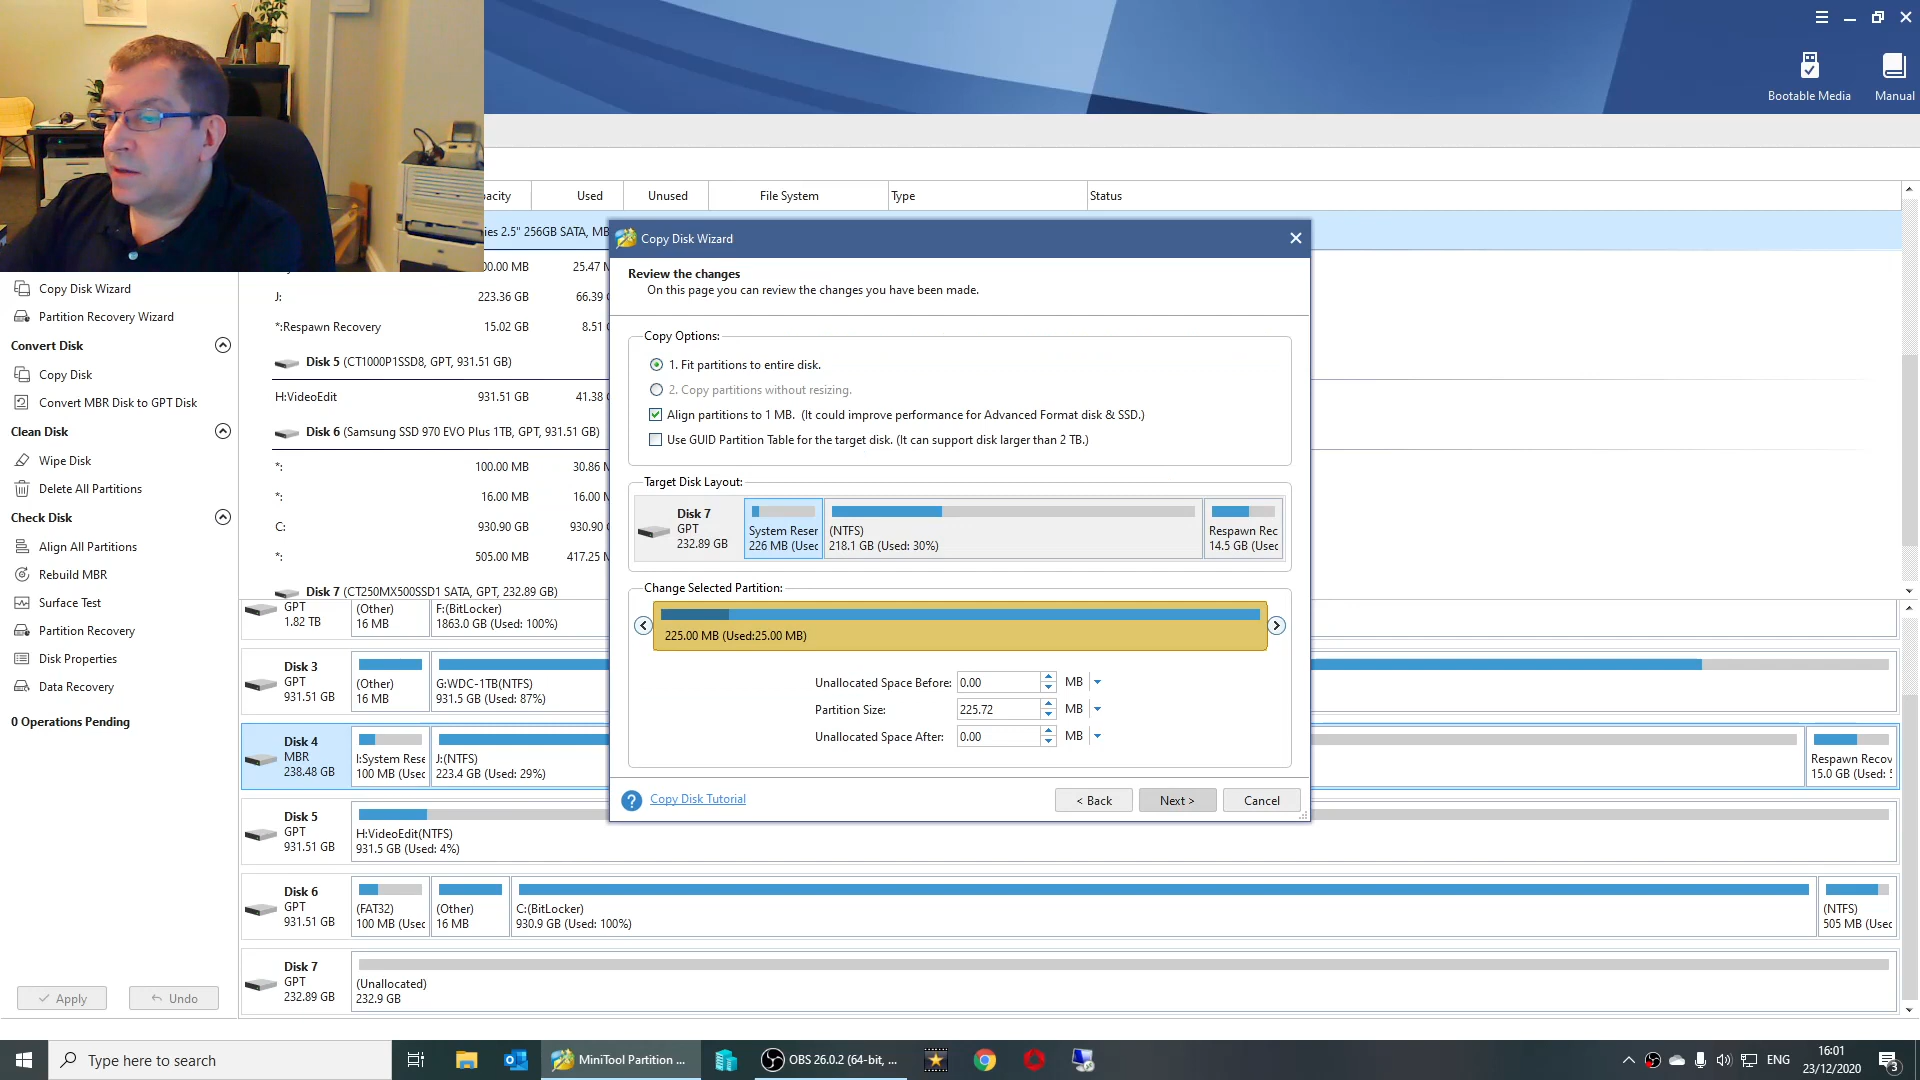 Bootable Media
Manual
pacity
Used
Unused
File System
Type
Status
ies 2.5" 256GB SATA, MB
00.00 MB
25.47 M
J:
223.36 GB
66.39 G
*:Respawn Recovery
15.02 GB
8.51 G
Disk 5 (CT1000P1SSD8, GPT, 931.51 GB)
H:VideoEdit
931.51 GB
41.38
Disk 6 (Samsung SSD 970 EVO Plus 1TB, GPT, 931.51 GB)
*:
100.00 MB
30.86 M
*:
16.00 MB
16.00 M
C:
930.90 GB
930.90
*:
505.00 MB
417.25
Disk 7 (CT250MX500SSD1 SATA, GPT, 232.89 GB)
Copy Disk Wizard
Partition Recovery Wizard
Convert Disk
Copy Disk
Convert MBR Disk to GPT Disk
Clean Disk
Wipe Disk
Delete All Partitions
Check Disk
Align All Partitions
Rebuild MBR
Surface Test
Partition Recovery
Disk Properties
Data Recovery
0 Operations Pending
Apply
Undo
Copy Disk Wizard
Review the changes
On this page you can review the changes you have been made.
Copy Options:
1. Fit partitions to entire disk.
2. Copy partitions without resizing.
Align partitions to 1 MB. (It could improve performance for Advanced Format disk & SSD.)
Use GUID Partition Table for the target disk. (It can support disk larger than 2 TB.)
Target Disk Layout:
Disk 7
GPT
232.89 GB
System Reser
226 MB (Used
(NTFS)
218.1 GB (Used: 30%)
Respawn Rec
14.5 GB (Used
Change Selected Partition:
225.00 MB (Used:25.00 MB)
Unallocated Space Before:
0.00
MB
Partition Size:
225.72
MB
Unallocated Space After:
0.00
MB
Copy Disk Tutorial
< Back
Next >
Cancel
GPT
1.82 TB
(Other)
16 MB
F:(BitLocker)
1863.0 GB (Used: 100%)
Disk 3
GPT
931.51 GB
(Other)
16 MB
G:WDC-1TB(NTFS)
931.5 GB (Used: 87%)
Disk 4
MBR
238.48 GB
I:System Rese
100 MB (Used
J:(NTFS)
223.4 GB (Used: 29%)
Respawn Recov
15.0 GB (Used: 5
Disk 5
GPT
931.51 GB
H:VideoEdit(NTFS)
931.5 GB (Used: 4%)
Disk 6
GPT
931.51 GB
(FAT32)
100 MB (Used
(Other)
16 MB
C:(BitLocker)
930.9 GB (Used: 100%)
(NTFS)
505 MB (Used
Disk 7
GPT
232.89 GB
(Unallocated)
232.9 GB
Type here to search
MiniTool Partition ...
OBS 26.0.2 (64-bit, ...
ENG
16:01
23/12/2020
3